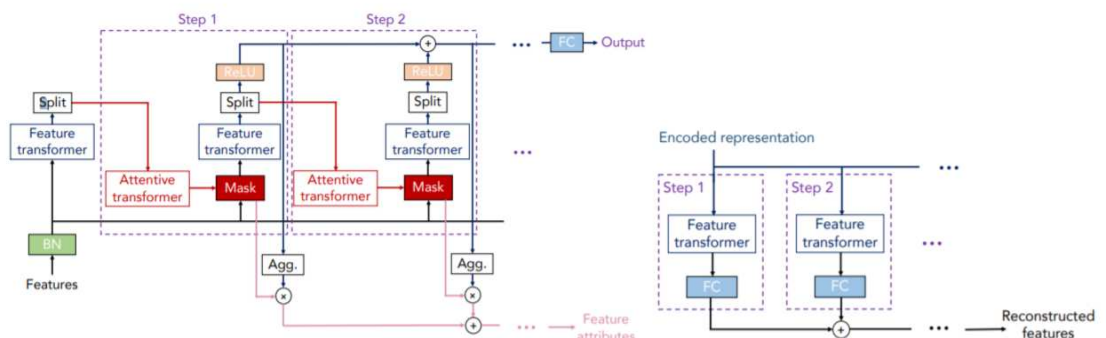 Step 1
Step 2
FC
Output
ReLU
ReLU
Split
Split
Split
Feature
transformer
Feature
transformer
Feature
transformer
Attentive
transformer
Mask
Attentive
transformer
Mask
BN
Features
Agg.
Agg.
Feature
attributes
Encoded representation
Step 1
Step 2
Feature
transformer
Feature
transformer
FC
FC
Reconstructed
features